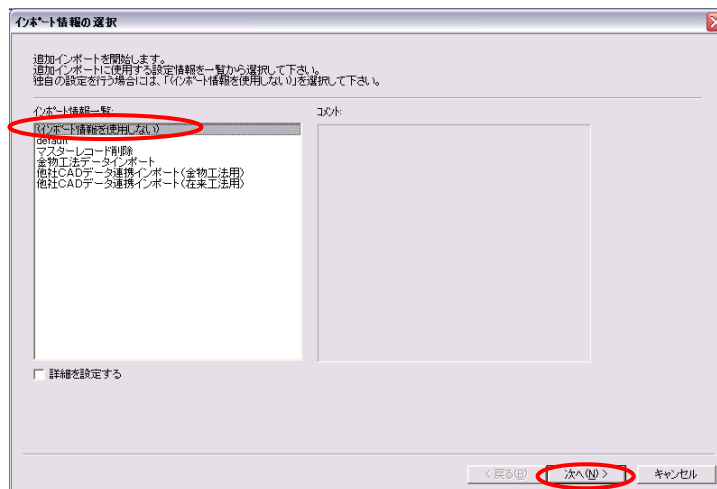 インポート情報の選択
追加インポートを開始します。
追加インポートに使用する設定情報を一覧から選択して下さい。
独自の設定を行う場合には、「(インポート情報を使用しない)」を選択して下さい。
インポート情報一覧:
コメント:
(インポート情報を使用しない)
default
マスターレコード削除
金物工法データインポート
他社CADデータ連携インポート(金物工法用)
他社CADデータ連携インポート(在来工法用)
詳細を設定する
< 戻る(B)
次へ(N) >
キャンセル